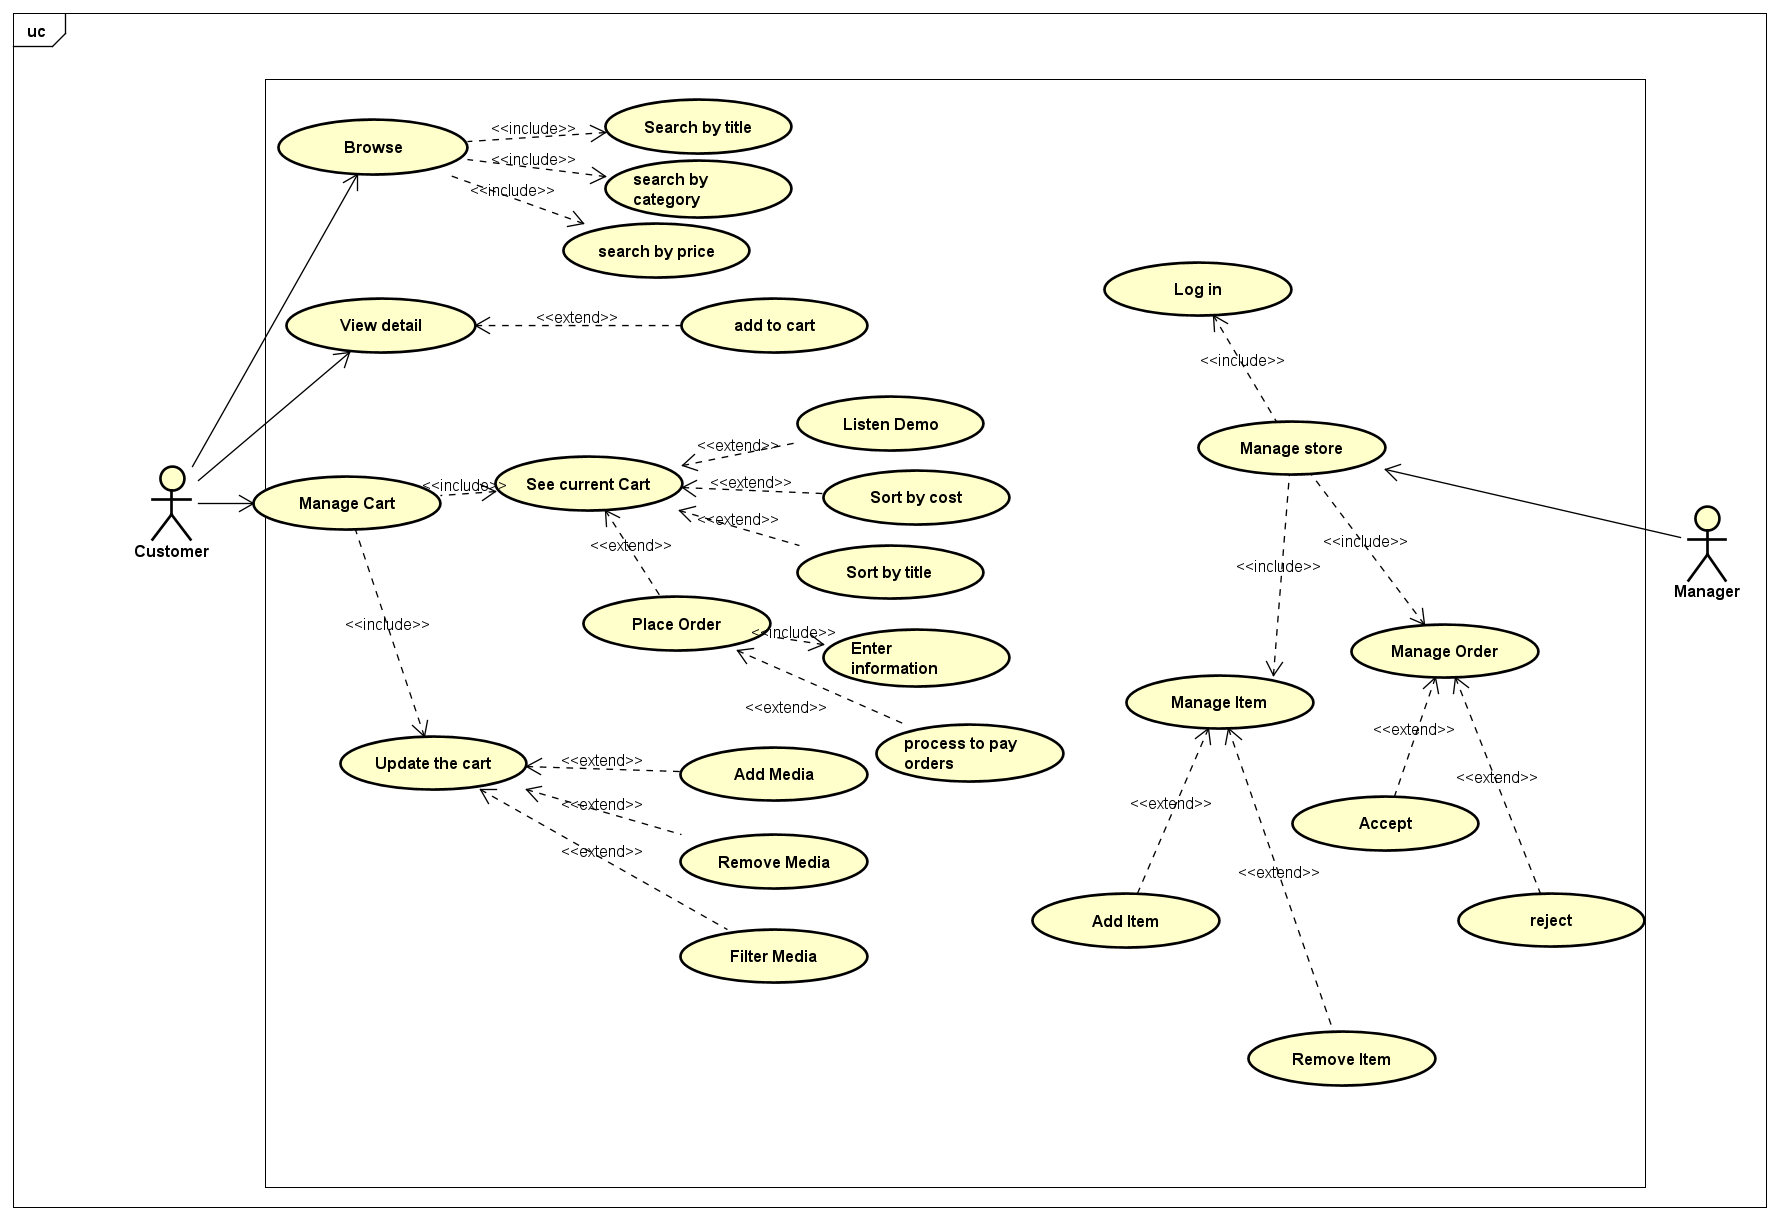 uc
Browse
<<include>>
Search by title
<<include>>
search by
category
<<include>>
search by price
View detail
<<extend>>
add to cart
Log in
<<include>>
Manage store
Customer
Manage Cart
<<include>>
See current Cart
<<extend>>
Listen Demo
<<extend>>
Sort by cost
<<extend>>
Sort by title
<<extend>>
Place Order
<<include>>
Enter
information
<<extend>>
process to pay
orders
<<include>>
Update the cart
<<extend>>
Add Media
<<extend>>
Remove Media
<<extend>>
Filter Media
Manager
<<include>>
<<include>>
Manage Order
Manage Item
<<extend>>
<<extend>>
Accept
<<extend>>
<<extend>>
Add Item
reject
Remove Item